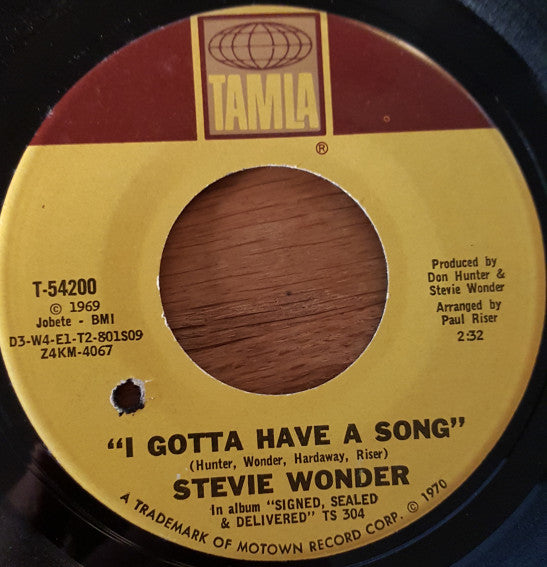 TAMLA
®
T-54200
© 1969
Jobete - BMI
D3-W4-E1-T2-801S09
Z4KM-4067
Produced by
Don Hunter &
Stevie Wonder
Arranged by
Paul Riser
2:32
"I GOTTA HAVE A SONG"
(Hunter, Wonder, Hardaway, Riser)
STEVIE WONDER
In album "SIGNED, SEALED
& DELIVERED" TS 304
A TRADEMARK OF MOTOWN RECORD CORP. © 1970